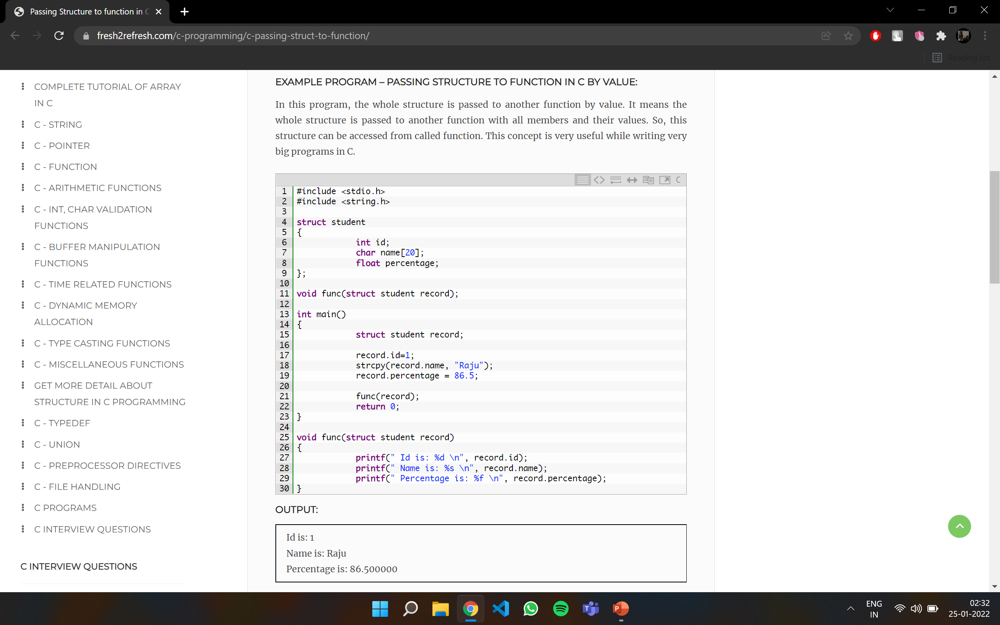 Passing Structure to function in C
fresh2refresh.com/c-programming/c-passing-struct-to-function/
Reading list
COMPLETE TUTORIAL OF ARRAY
IN C
C - STRING
C - POINTER
C - FUNCTION
C - ARITHMETIC FUNCTIONS
C - INT, CHAR VALIDATION
FUNCTIONS
C - BUFFER MANIPULATION
FUNCTIONS
C - TIME RELATED FUNCTIONS
C - DYNAMIC MEMORY
ALLOCATION
C - TYPE CASTING FUNCTIONS
C - MISCELLANEOUS FUNCTIONS
GET MORE DETAIL ABOUT
STRUCTURE IN C PROGRAMMING
C - TYPEDEF
C - UNION
C - PREPROCESSOR DIRECTIVES
C - FILE HANDLING
C PROGRAMS
C INTERVIEW QUESTIONS
C INTERVIEW QUESTIONS
EXAMPLE PROGRAM – PASSING STRUCTURE TO FUNCTION IN C BY VALUE:
In this program, the whole structure is passed to another function by value. It means the
whole structure is passed to another function with all members and their values. So, this
structure can be accessed from called function. This concept is very useful while writing very
big programs in C.
C
1 #include <stdio.h>
2 #include <string.h>
3
4 struct student
5 {
6 int id;
7 char name[20];
8 float percentage;
9 };
10
11 void func(struct student record);
12
13 int main()
14 {
15 struct student record;
16
17 record.id=1;
18 strcpy(record.name, "Raju");
19 record.percentage = 86.5;
20
21 func(record);
22 return 0;
23 }
24
25 void func(struct student record)
26 {
27 printf(" Id is: %d \n", record.id);
28 printf(" Name is: %s \n", record.name);
29 printf(" Percentage is: %f \n", record.percentage);
30 }
OUTPUT:
Id is: 1
Name is: Raju
Percentage is: 86.500000
ENG
IN
02:32
25-01-2022